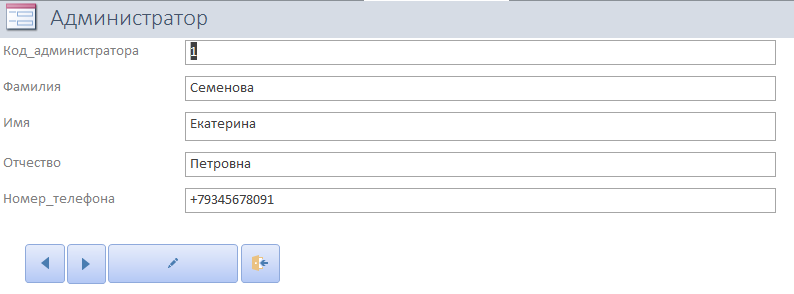 Администратор
Код_администратора 1
Фамилия Семенова
Имя Екатерина
Отчество Петровна
Номер_телефона +79345678091